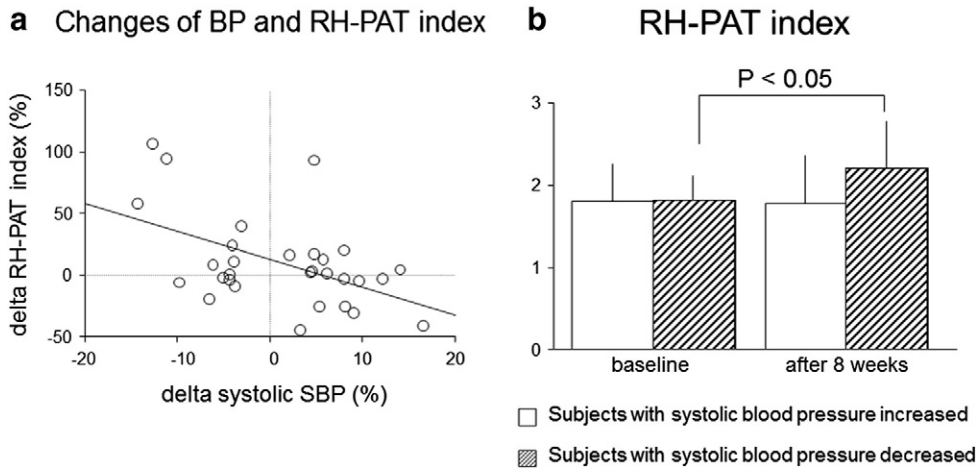 a Changes of BP and RH-PAT index
delta RH-PAT index (%)
150
100
50
0
-50
-20
-10
0
10
20
delta systolic SBP (%)
b RH-PAT index
P < 0.05
3
2
1
0
baseline
after 8 weeks
Subjects with systolic blood pressure increased
Subjects with systolic blood pressure decreased